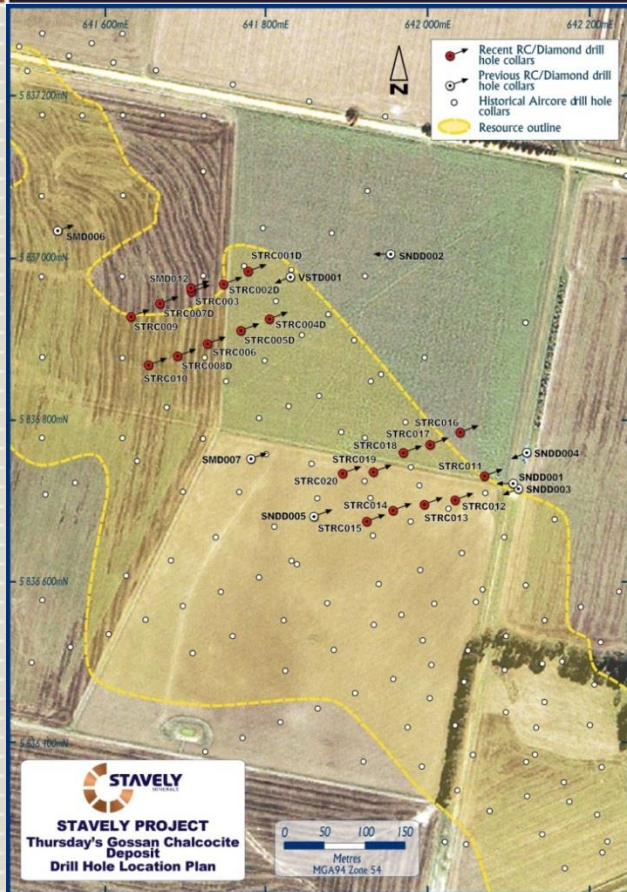 641 600mE
641 800mE
642 000mE
642 200mE
5 837 200mN
N
Recent RC/Diamond drill
hole collars
Previous RC/Diamond drill
hole collars
Historical Aircore drill hole
collars
Resource outline
SMD006
5 837 000mN
STRC001D
SNDD002
SMD012
VSTD001
STRC002D
STRC003
STRC007D
STRC009
STRC004D
STRC005D
STRC006
STRC008D
STRC010
5 836 800mN
STRC016
STRC017
STRC018
SNDD004
SMD007
STRC019
STRC011
STRC020
SNDD001
SNDD003
STRC014
STRC012
SNDD005
STRC013
STRC015
5 836 600mN
5 836 400mN
STAVELY
MINERALS
STAVELY PROJECT
Thursday's Gossan Chalcocite
Deposit
Drill Hole Location Plan
0 50 100 150
Metres
MGA94 Zone 54